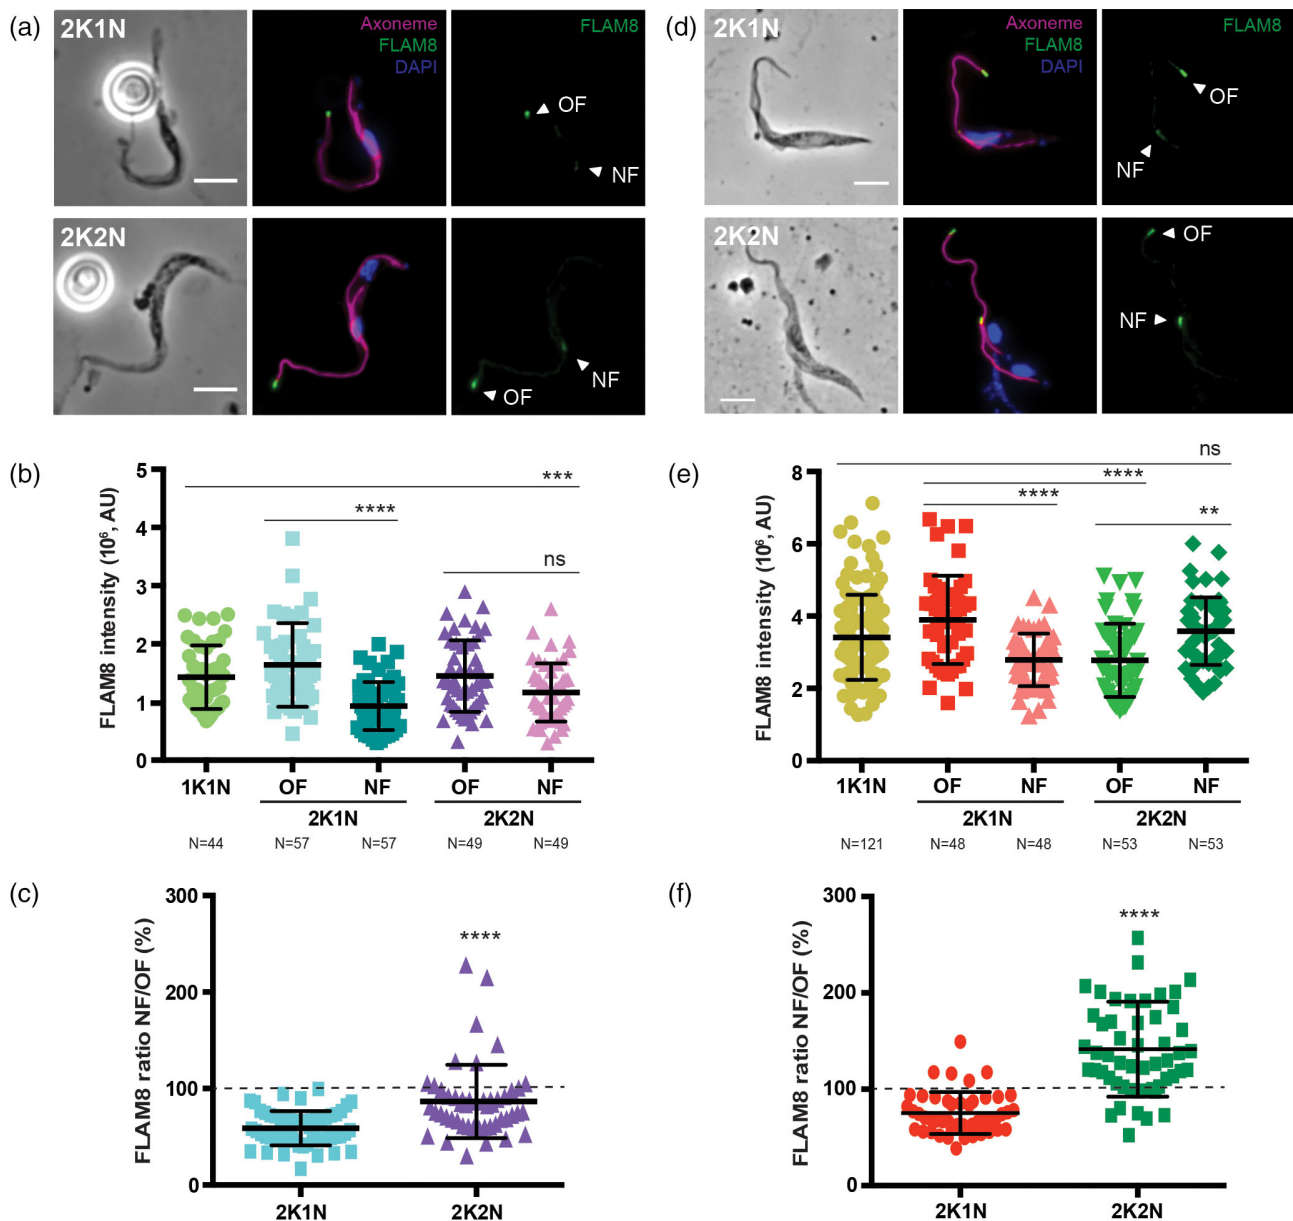 (a)
2K1N
Axoneme
FLAM8
DAPI
FLAM8
OF
NF
2K2N
OF
NF
(d)
2K1N
Axoneme
FLAM8
DAPI
FLAM8
OF
NF
2K2N
OF
NF
(b)
FLAM8 intensity (10⁶, AU)
5
4
3
2
1
0
***
****
ns
1K1N
OF
NF
OF
NF
2K1N
2K2N
N=44
N=57
N=57
N=49
N=49
(e)
FLAM8 intensity (10⁶, AU)
8
6
4
2
0
ns
****
****
**
1K1N
OF
NF
OF
NF
2K1N
2K2N
N=121
N=48
N=48
N=53
N=53
(c)
FLAM8 ratio NF/OF (%)
300
200
100
0
****
2K1N
2K2N
(f)
FLAM8 ratio NF/OF (%)
300
200
100
0
****
2K1N
2K2N